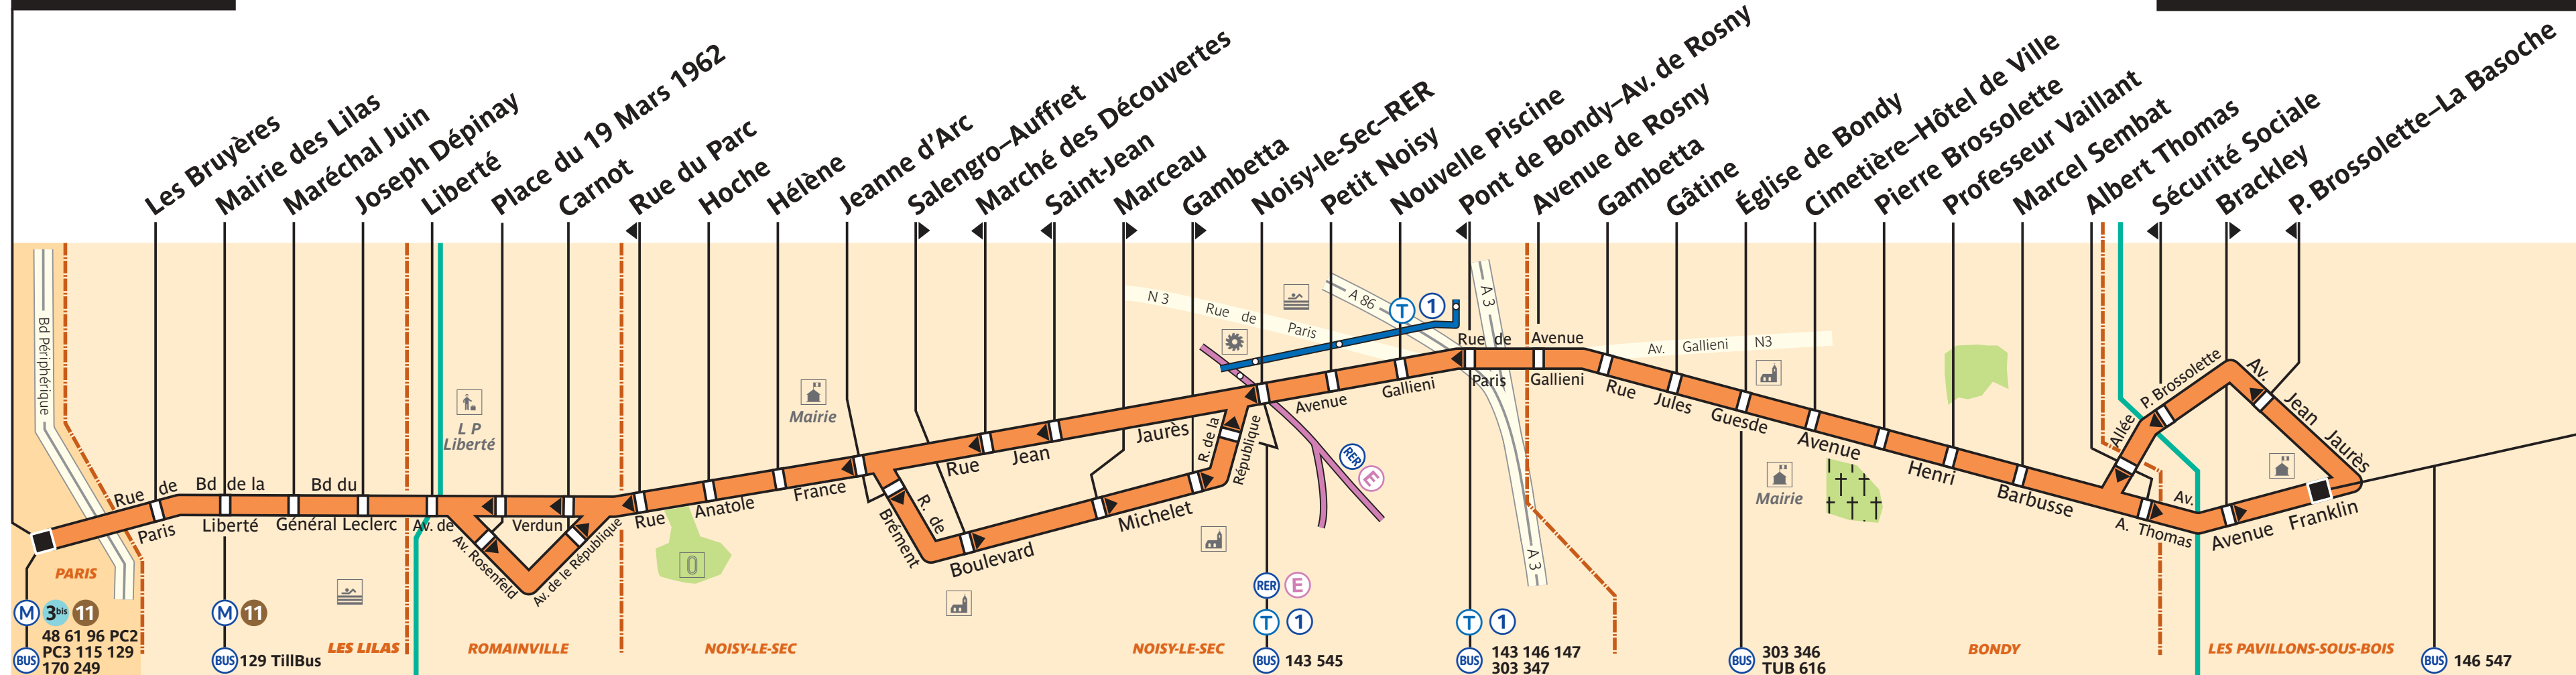 Les Bruyères
Mairie des Lilas
Maréchal Juin
Joseph Dépinay
Liberté
Place du 19 Mars 1962
Carnot
Rue du Parc
Hoche
Hélène
Jeanne d’Arc
Salengro–Auffret
Marché des Découvertes
Saint-Jean
Marceau
Gambetta
Noisy-le-Sec–RER
Petit Noisy
Nouvelle Piscine
Pont de Bondy–Av. de Rosny
Avenue de Rosny
Gambetta
Gâtine
Église de Bondy
Cimetière–Hôtel de Ville
Pierre Brossolette
Professeur Vaillant
Marcel Sembat
Albert Thomas
Sécurité Sociale
Brackley
P. Brossolette–La Basoche
Bd Périphérique
Rue de
Paris
Bd de la
Liberté
Bd du
Général Leclerc
L P
Liberté
Av. de
Verdun
Av. Rosenfeld
Av. de le République
Rue
Anatole
France
Mairie
R. de
Brément
Boulevard
Michelet
Rue
Jean
Jaurès
R. de la
République
N 3
Rue de
Paris
A 86
T 1
A 3
RER E
Avenue
Gallieni
Rue de
Paris
Avenue
Gallieni
A 3
Av. Gallieni N3
Rue
Jules
Guesde
Avenue
Henri
Barbusse
Mairie
A. Thomas
Allée
P. Brossolette
Av.
Jean
Jaurès
Av.
Avenue
Franklin
PARIS
LES LILAS
ROMAINVILLE
NOISY-LE-SEC
NOISY-LE-SEC
BONDY
LES PAVILLONS-SOUS-BOIS
M 3bis 11
48 61 96 PC2
PC3 115 129
BUS 170 249
M 11
BUS 129 TillBus
RER E
T 1
BUS 143 545
T 1
143 146 147
BUS 303 347
BUS 303 346
TUB 616
BUS 146 547